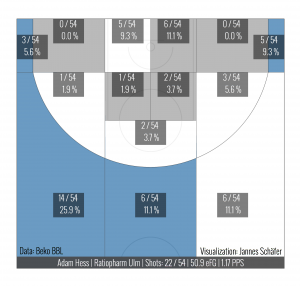 0 / 54
0.0 %
5 / 54
9.3 %
6 / 54
11.1 %
0 / 54
0.0 %
3 / 54
5.6 %
5 / 54
9.3 %
1 / 54
1.9 %
1 / 54
1.9 %
2 / 54
3.7 %
3 / 54
5.6 %
2 / 54
3.7 %
14 / 54
25.9 %
6 / 54
11.1 %
6 / 54
11.1 %
Data: Beko BBL
Visualization: Jannes Schäfer
Adam Hess | Ratiopharm Ulm | Shots: 22 / 54 | 50.9 eFG | 1.17 PPS